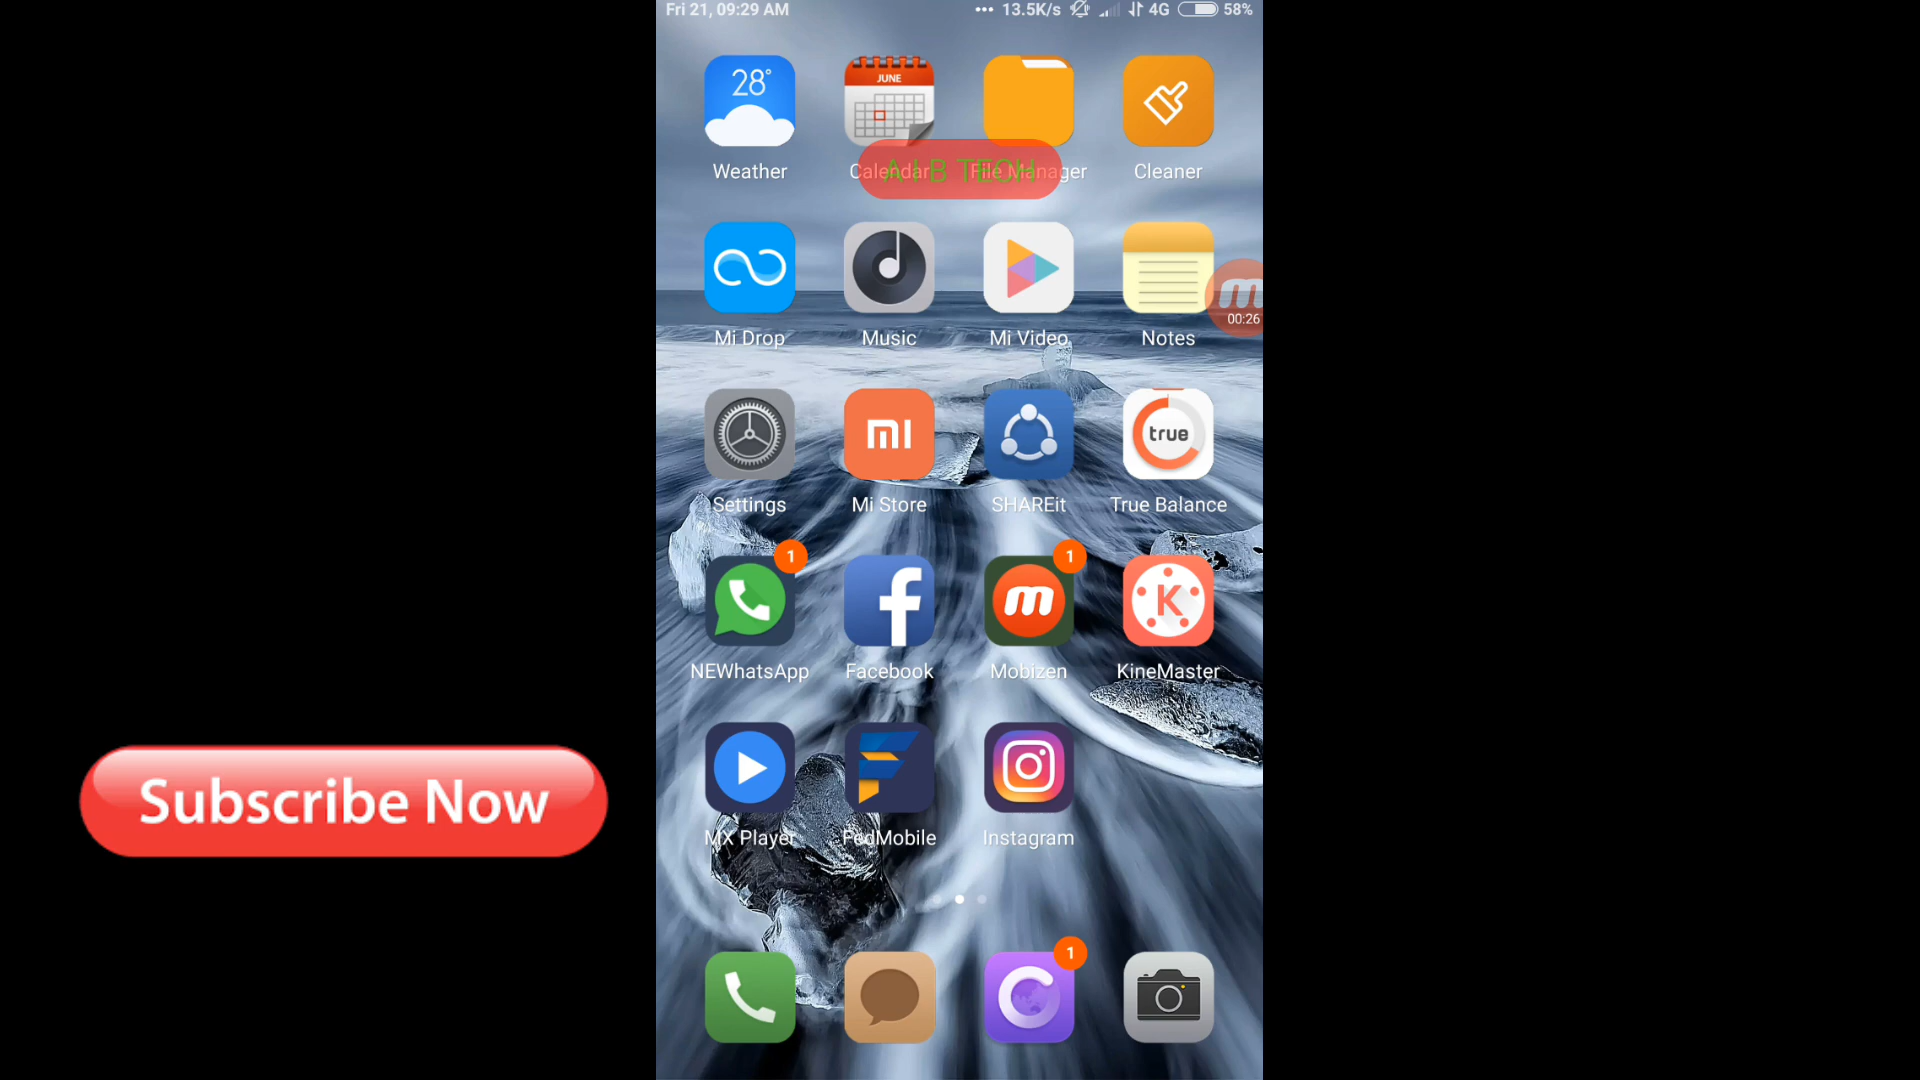 Fri 21, 09:29 AM
••• 13.5K/s 4G 58%
28°
JUNE
Weather
Calendar
File Manager
Cleaner
A I B TECH
Mi Drop
Music
Mi Video
Notes
00:26
mi
true
Settings
Mi Store
SHAREit
True Balance
1
1
f
m
K
NEWhatsApp
Facebook
Mobizen
KineMaster
Subscribe Now
MX Player
FedMobile
Instagram
1